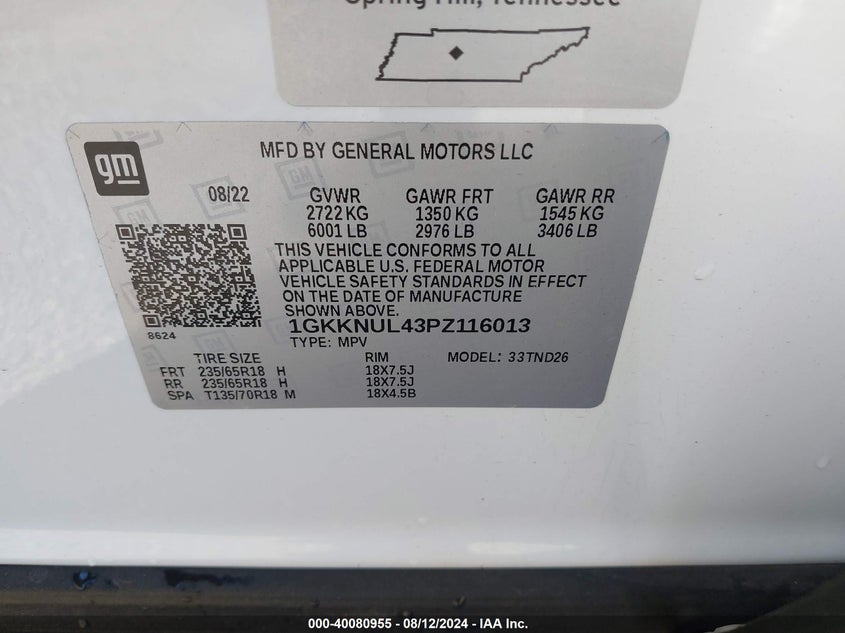 Spring Hill, Tennessee
gm
MFD BY GENERAL MOTORS LLC
08/22 GVWR GAWR FRT GAWR RR
2722 KG 1350 KG 1545 KG
6001 LB 2976 LB 3406 LB
THIS VEHICLE CONFORMS TO ALL
APPLICABLE U.S. FEDERAL MOTOR
VEHICLE SAFETY STANDARDS IN EFFECT
ON THE DATE OF MANUFACTURE
SHOWN ABOVE.
8624
1GKKNUL43PZ116013
TYPE: MPV
TIRE SIZE RIM MODEL: 33TND26
FRT 235/65R18 H 18X7.5J
RR 235/65R18 H 18X7.5J
SPA T135/70R18 M 18X4.5B
000-40080955 - 08/12/2024 - IAA Inc.